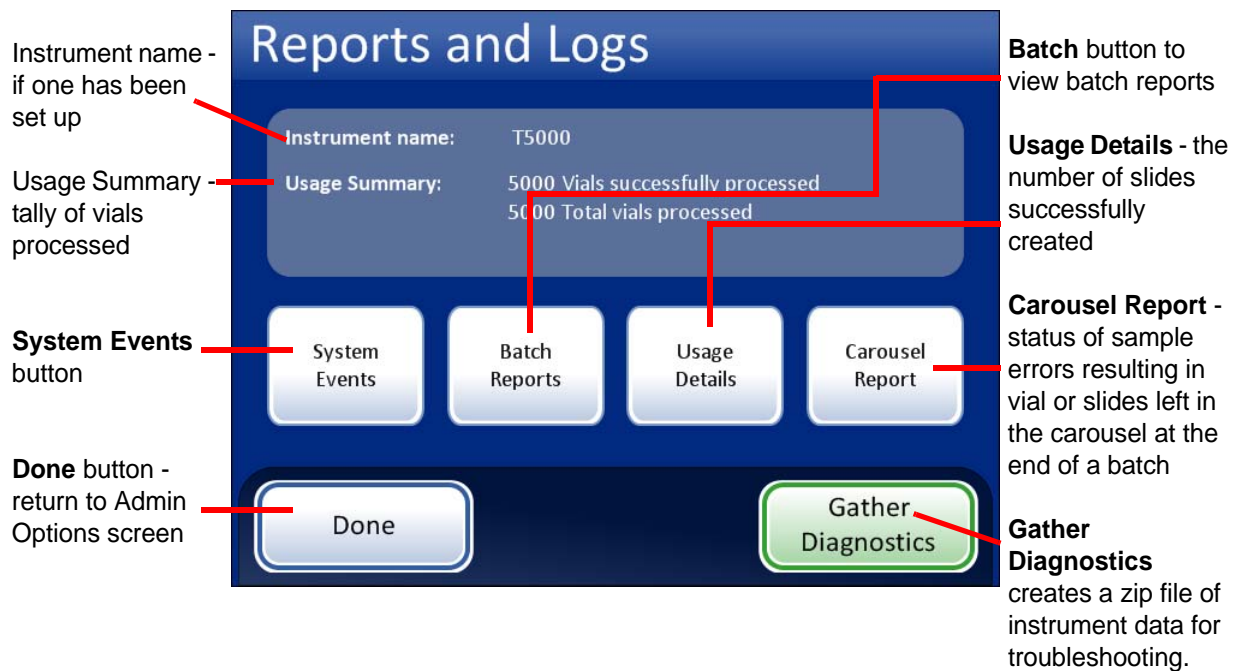 Instrument name -
if one has been
set up
Usage Summary -
tally of vials
processed
System Events
button
Done button -
return to Admin
Options screen
Reports and Logs
Instrument name: T5000
Usage Summary: 5000 Vials successfully processed
5000 Total vials processed
System
Events
Batch
Reports
Usage
Details
Carousel
Report
Done
Gather
Diagnostics
Batch button to
view batch reports
Usage Details - the
number of slides
successfully
created
Carousel Report -
status of sample
errors resulting in
vial or slides left in
the carousel at the
end of a batch
Gather
Diagnostics
creates a zip file of
instrument data for
troubleshooting.